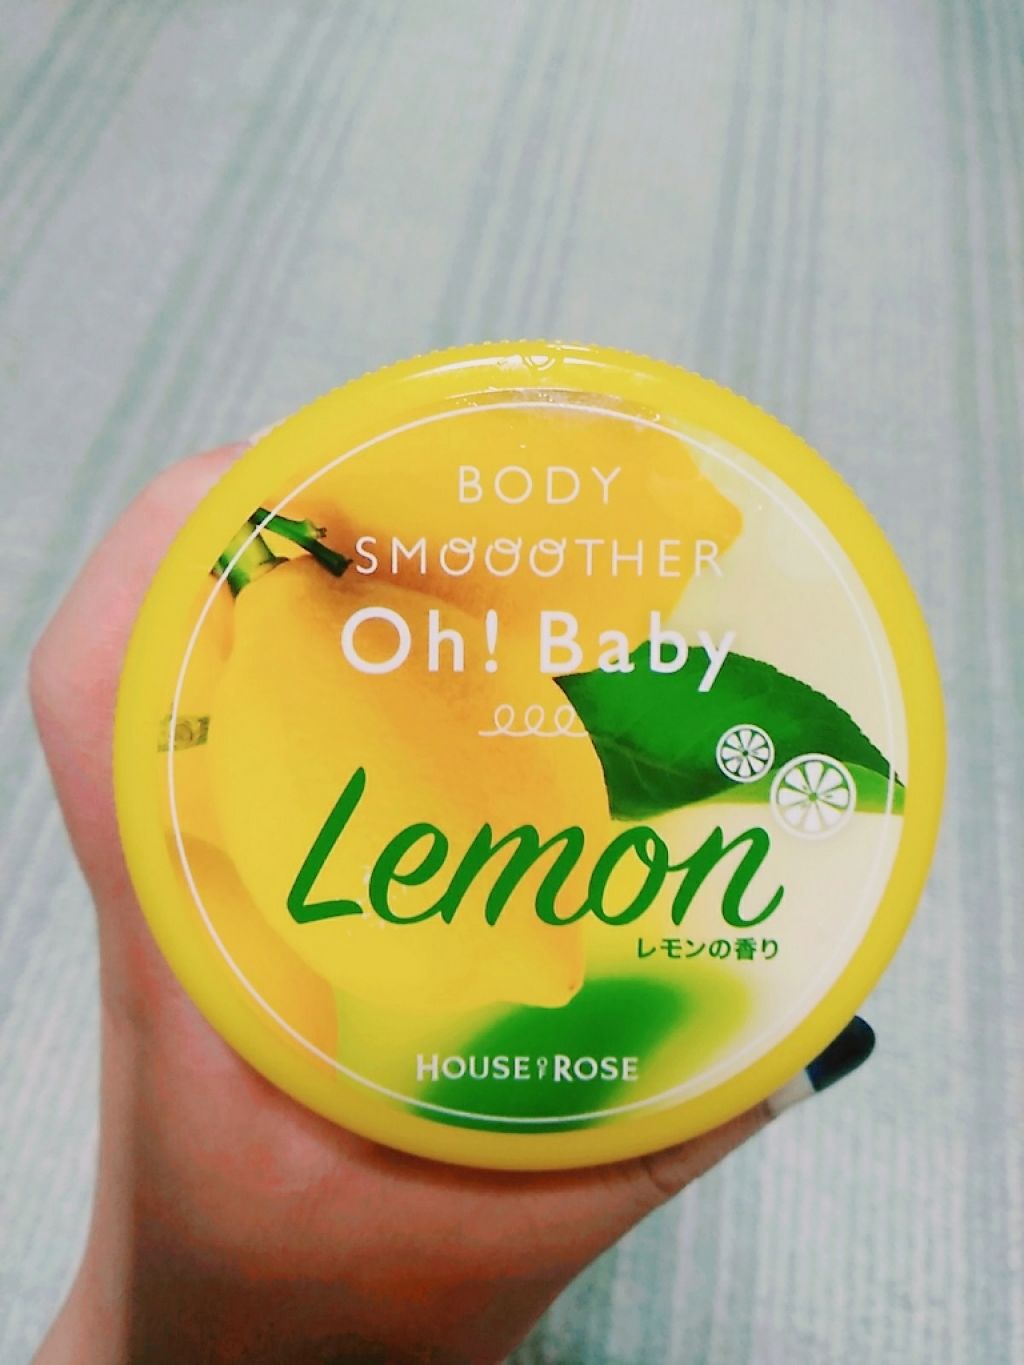 BODY
SMOOOTHER
Oh! Baby
Lemon
レモンの香り
HOUSE OF ROSE